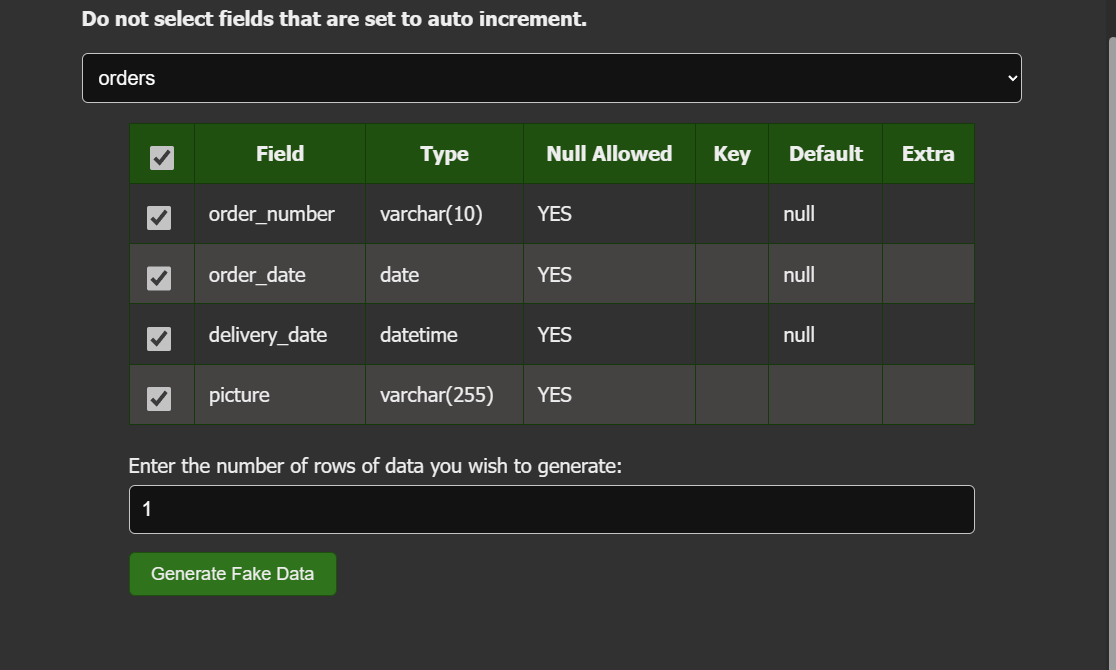 Do not select fields that are set to auto increment.
orders
Field Type Null Allowed Key Default Extra
order_number varchar(10) YES null
order_date date YES null
delivery_date datetime YES null
picture varchar(255) YES
Enter the number of rows of data you wish to generate:
1
Generate Fake Data